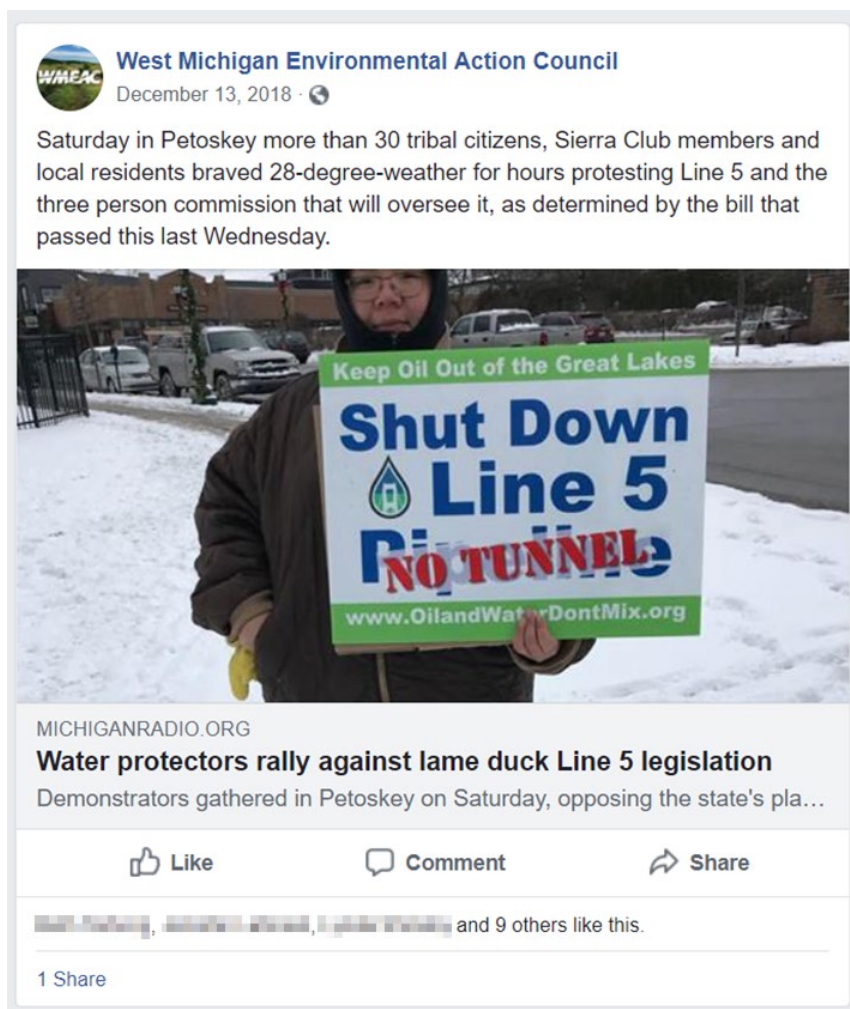 WMEAC
West Michigan Environmental Action Council
December 13, 2018 ·
Saturday in Petoskey more than 30 tribal citizens, Sierra Club members and
local residents braved 28-degree-weather for hours protesting Line 5 and the
three person commission that will oversee it, as determined by the bill that
passed this last Wednesday.
Keep Oil Out of the Great Lakes
Shut Down
Line 5
Pipeline
NO TUNNEL
www.OilandWaterDontMix.org
MICHIGANRADIO.ORG
Water protectors rally against lame duck Line 5 legislation
Demonstrators gathered in Petoskey on Saturday, opposing the state's pla...
Like Comment Share
and 9 others like this.
1 Share